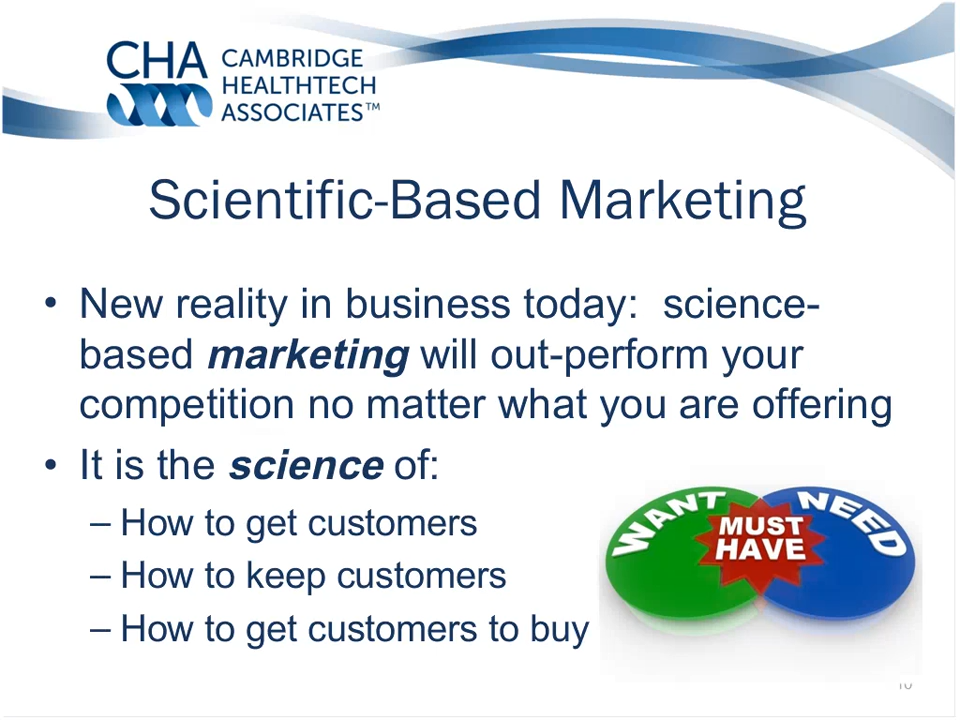 CHA CAMBRIDGE
HEALTHTECH
ASSOCIATES™
Scientific-Based Marketing
• New reality in business today:  science-
based marketing will out-perform your
competition no matter what you are offering
• It is the science of:
– How to get customers
– How to keep customers
– How to get customers to buy
WANT
MUST
HAVE
NEED
10